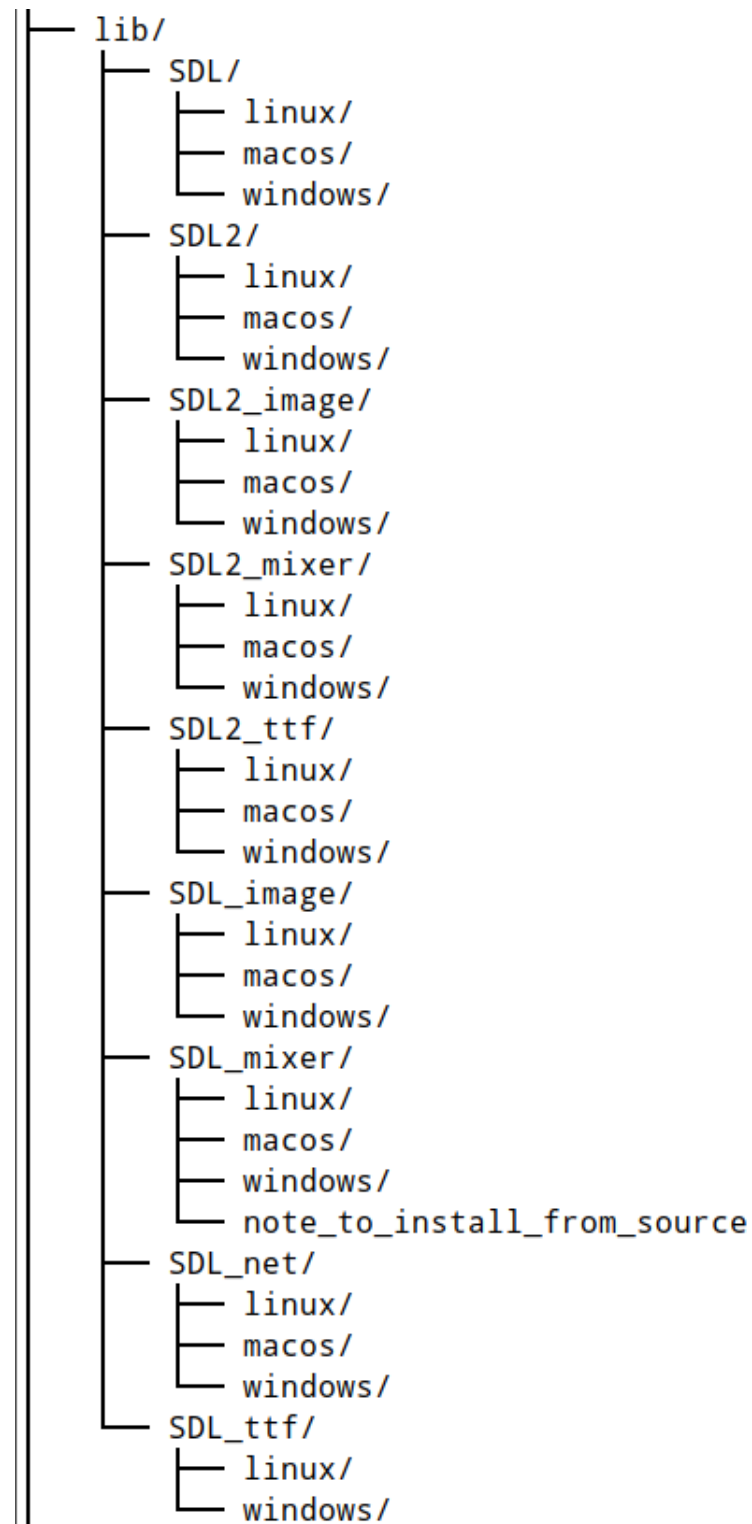 lib/
SDL/
linux/
macos/
windows/
SDL2/
linux/
macos/
windows/
SDL2_image/
linux/
macos/
windows/
SDL2_mixer/
linux/
macos/
windows/
SDL2_ttf/
linux/
macos/
windows/
SDL_image/
linux/
macos/
windows/
SDL_mixer/
linux/
macos/
windows/
note_to_install_from_source
SDL_net/
linux/
macos/
windows/
SDL_ttf/
linux/
windows/